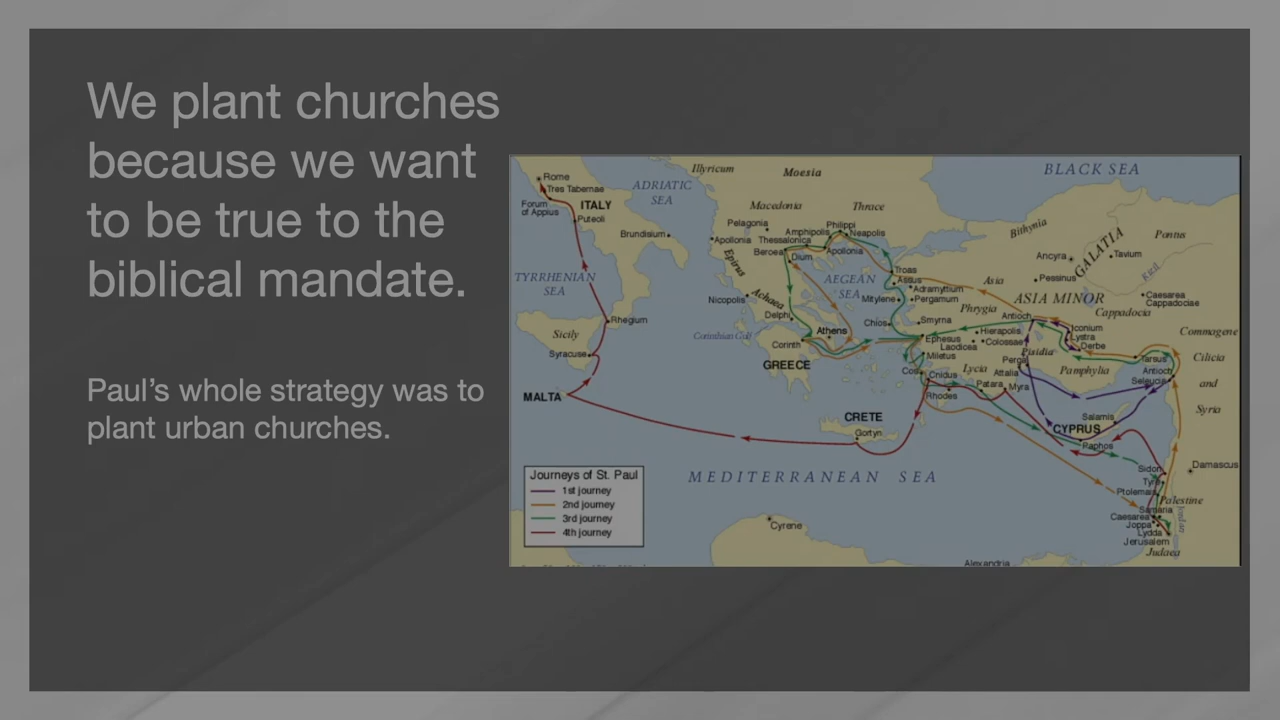 We plant churches
because we want
to be true to the
biblical mandate.
Paul's whole strategy was to
plant urban churches.
Illyricum
Moesia
BLACK SEA
Rome
Tres Tabernae
ADRIATIC
SEA
Forum
of Appius
ITALY
Puteoli
Macedonia
Thrace
Bithynia
GALATIA
Pontus
Brundisium
Pelagonia
Apollonia
Philippi
Amphipolis
Neapolis
Thessalonica
Beroea
Dium
Apollonia
Epirus
Ancyra
Tavium
Kizil
TYRRHENIAN
SEA
AEGEAN
SEA
Troas
Assus
Asia
Pessinus
Adramyttium
Mitylene
Pergamum
ASIA MINOR
Caesarea
Cappadociae
Nicopolis
Achaea
Phrygia
Cappadocia
Delphi
Chios
Smyrna
Antioch
Rhegium
Sicily
Corinthian Gulf
Athens
Hierapolis
Iconium
Lystra
Commagene
Corinth
Ephesus
Laodicea
Colossae
Derbe
Syracuse
GREECE
Miletus
Pisidia
Perga
Tarsus
Cilicia
Cos
Cnidus
Lycia
Attalia
Pamphylia
Antioch
Seleucia
and
Patara
Myra
MALTA
Rhodes
Syria
CRETE
Gortyn
Salamis
CYPRUS
Paphos
MEDITERRANEAN SEA
Sidon
Damascus
Tyre
Ptolemais
Palestine
Samaria
Caesarea
Joppa
Lydda
Jordan
Jerusalem
Judaea
Cyrene
Alexandria
Journeys of St. Paul
1st journey
2nd journey
3rd journey
4th journey